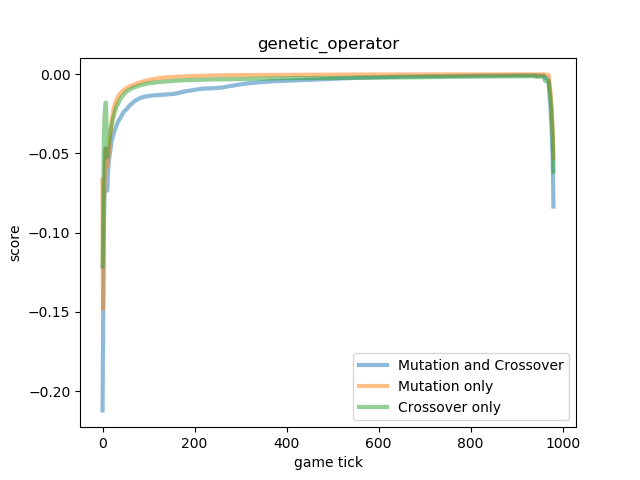 genetic_operator
0.00
−0.05
−0.10
−0.15
−0.20
score
0 200 400 600 800 1000
game tick
Mutation and Crossover
Mutation only
Crossover only